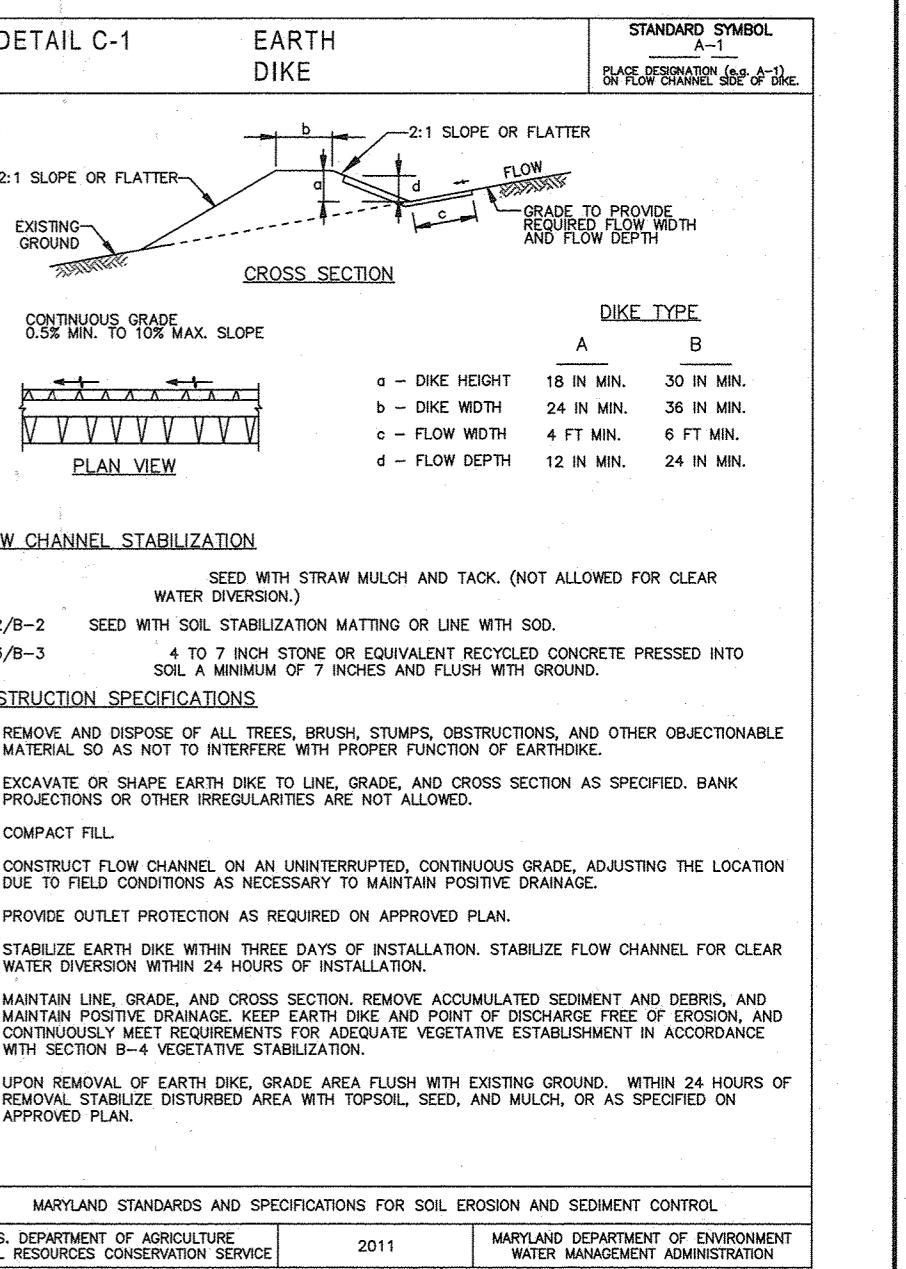 DETAIL C-1
EARTH
DIKE
STANDARD SYMBOL
A-1
PLACE DESIGNATION (e.g. A-1)
ON FLOW CHANNEL SIDE OF DIKE.
b
2:1 SLOPE OR FLATTER
2:1 SLOPE OR FLATTER
a
d
FLOW
c
EXISTING
GROUND
GRADE TO PROVIDE
REQUIRED FLOW WIDTH
AND FLOW DEPTH
CROSS SECTION
CONTINUOUS GRADE
0.5% MIN. TO 10% MAX. SLOPE
PLAN VIEW
DIKE TYPE
A B
a - DIKE HEIGHT 18 IN MIN. 30 IN MIN.
b - DIKE WIDTH 24 IN MIN. 36 IN MIN.
c - FLOW WIDTH 4 FT MIN. 6 FT MIN.
d - FLOW DEPTH 12 IN MIN. 24 IN MIN.
W CHANNEL STABILIZATION
SEED WITH STRAW MULCH AND TACK. (NOT ALLOWED FOR CLEAR
WATER DIVERSION.)
2/B-2 SEED WITH SOIL STABILIZATION MATTING OR LINE WITH SOD.
3/B-3 4 TO 7 INCH STONE OR EQUIVALENT RECYCLED CONCRETE PRESSED INTO
SOIL A MINIMUM OF 7 INCHES AND FLUSH WITH GROUND.
STRUCTION SPECIFICATIONS
REMOVE AND DISPOSE OF ALL TREES, BRUSH, STUMPS, OBSTRUCTIONS, AND OTHER OBJECTIONABLE
MATERIAL SO AS NOT TO INTERFERE WITH PROPER FUNCTION OF EARTHDIKE.
EXCAVATE OR SHAPE EARTH DIKE TO LINE, GRADE, AND CROSS SECTION AS SPECIFIED. BANK
PROJECTIONS OR OTHER IRREGULARITIES ARE NOT ALLOWED.
COMPACT FILL.
CONSTRUCT FLOW CHANNEL ON AN UNINTERRUPTED, CONTINUOUS GRADE, ADJUSTING THE LOCATION
DUE TO FIELD CONDITIONS AS NECESSARY TO MAINTAIN POSITIVE DRAINAGE.
PROVIDE OUTLET PROTECTION AS REQUIRED ON APPROVED PLAN.
STABILIZE EARTH DIKE WITHIN THREE DAYS OF INSTALLATION. STABILIZE FLOW CHANNEL FOR CLEAR
WATER DIVERSION WITHIN 24 HOURS OF INSTALLATION.
MAINTAIN LINE, GRADE, AND CROSS SECTION. REMOVE ACCUMULATED SEDIMENT AND DEBRIS, AND
MAINTAIN POSITIVE DRAINAGE. KEEP EARTH DIKE AND POINT OF DISCHARGE FREE OF EROSION, AND
CONTINUOUSLY MEET REQUIREMENTS FOR ADEQUATE VEGETATIVE ESTABLISHMENT IN ACCORDANCE
WITH SECTION B-4 VEGETATIVE STABILIZATION.
UPON REMOVAL OF EARTH DIKE, GRADE AREA FLUSH WITH EXISTING GROUND. WITHIN 24 HOURS OF
REMOVAL STABILIZE DISTURBED AREA WITH TOPSOIL, SEED, AND MULCH, OR AS SPECIFIED ON
APPROVED PLAN.
MARYLAND STANDARDS AND SPECIFICATIONS FOR SOIL EROSION AND SEDIMENT CONTROL
S. DEPARTMENT OF AGRICULTURE
L RESOURCES CONSERVATION SERVICE
2011
MARYLAND DEPARTMENT OF ENVIRONMENT
WATER MANAGEMENT ADMINISTRATION